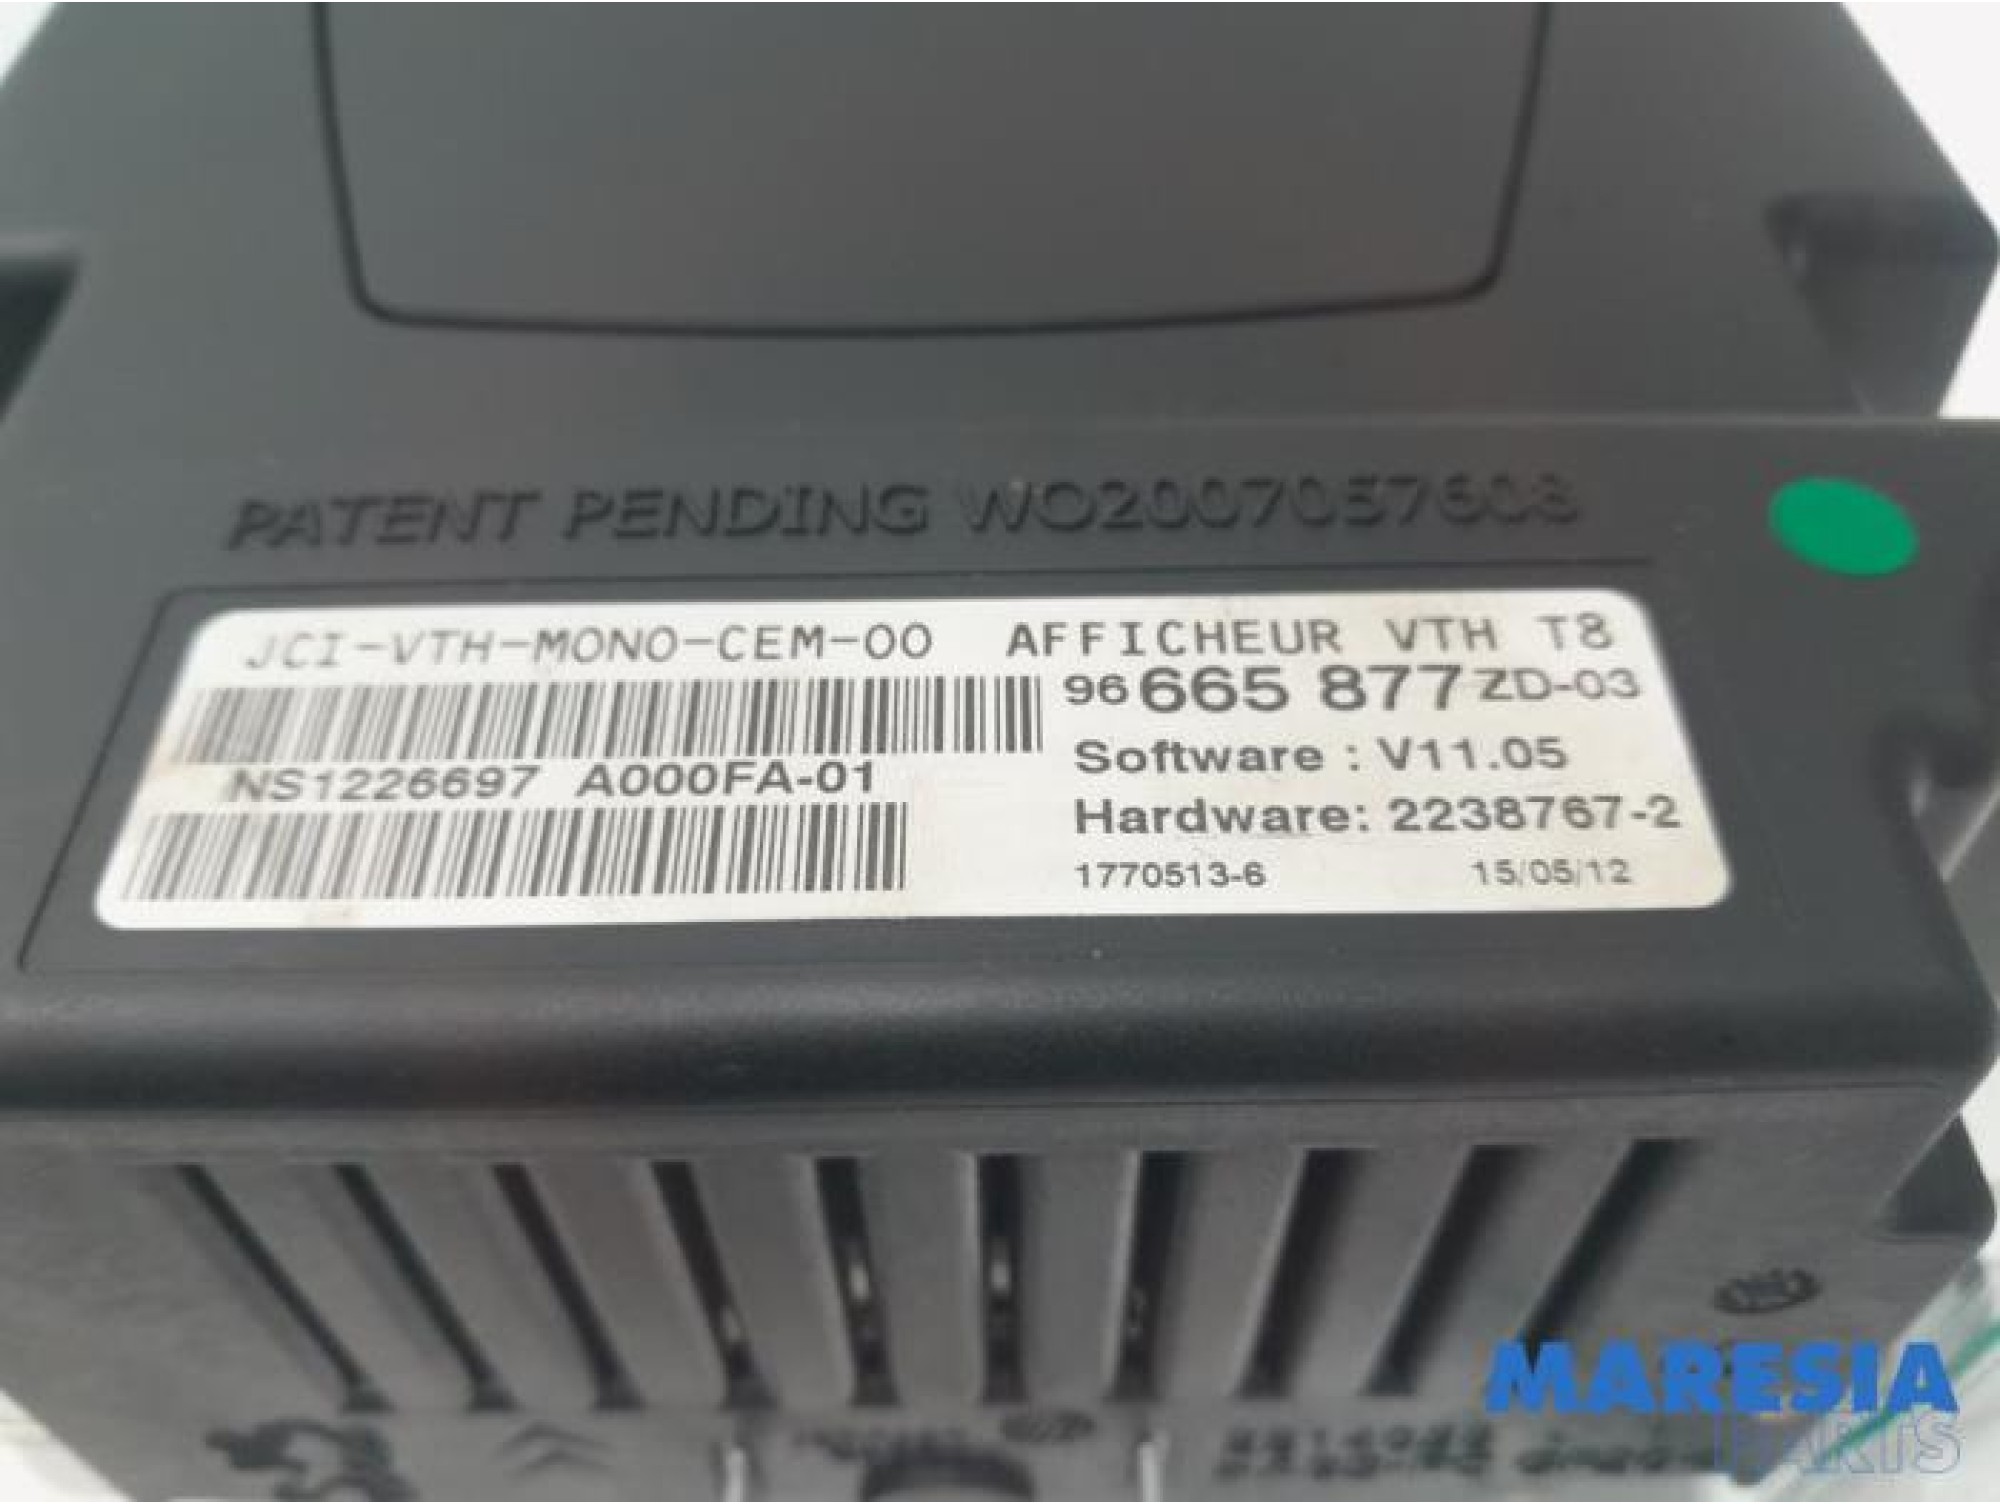 PATENT PENDING WO2007057608
JCI-VTH-MONO-CEM-00 AFFICHEUR VTH T8
96 665 877 ZD-03
NS1226697 A000FA-01
Software : V11.05
Hardware: 2238767-2
1770513-6 15/05/12
MARESIA
PARTS